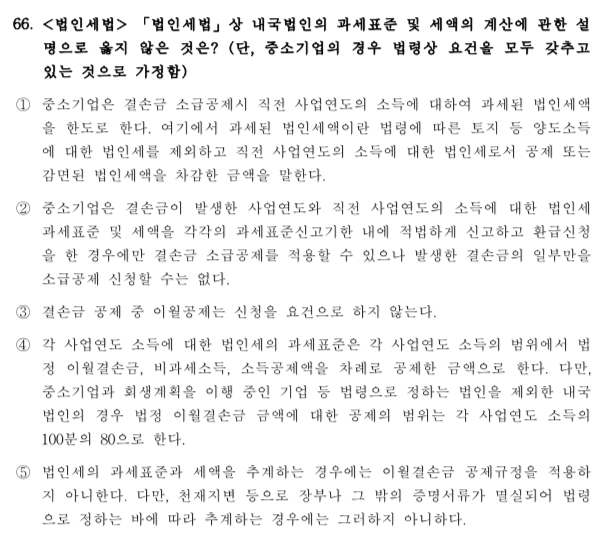 66. <법인세법> 「법인세법」상 내국법인의 과세표준 및 세액의 계산에 관한 설
명으로 옳지 않은 것은? (단, 중소기업의 경우 법령상 요건을 모두 갖추고
있는 것으로 가정함)
① 중소기업은 결손금 소급공제시 직전 사업연도의 소득에 대하여 과세된 법인세액
을 한도로 한다. 여기에서 과세된 법인세액이란 법령에 따른 토지 등 양도소득
에 대한 법인세를 제외하고 직전 사업연도의 소득에 대한 법인세로서 공제 또는
감면된 법인세액을 차감한 금액을 말한다.
② 중소기업은 결손금이 발생한 사업연도와 직전 사업연도의 소득에 대한 법인세
과세표준 및 세액을 각각의 과세표준신고기한 내에 적법하게 신고하고 환급신청
을 한 경우에만 결손금 소급공제를 적용할 수 있으나 발생한 결손금의 일부만을
소급공제 신청할 수는 없다.
③ 결손금 공제 중 이월공제는 신청을 요건으로 하지 않는다.
④ 각 사업연도 소득에 대한 법인세의 과세표준은 각 사업연도 소득의 범위에서 법
정 이월결손금, 비과세소득, 소득공제액을 차례로 공제한 금액으로 한다. 다만,
중소기업과 회생계획을 이행 중인 기업 등 법령으로 정하는 법인을 제외한 내국
법인의 경우 법정 이월결손금 금액에 대한 공제의 범위는 각 사업연도 소득의
100분의 80으로 한다.
⑤ 법인세의 과세표준과 세액을 추계하는 경우에는 이월결손금 공제규정을 적용하
지 아니한다. 다만, 천재지변 등으로 장부나 그 밖의 증명서류가 멸실되어 법령
으로 정하는 바에 따라 추계하는 경우에는 그러하지 아니하다.